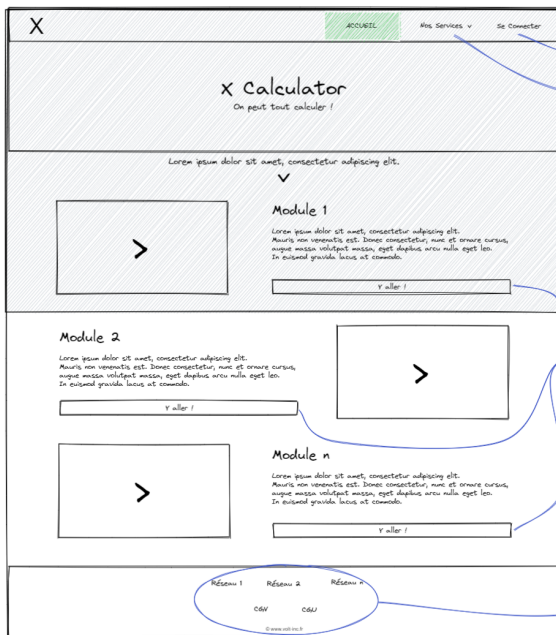 X
ACCUEIL
Nos Services v
Se Connecter
x Calculator
On peut tout calculer !
Lorem ipsum dolor sit amet, consectetur adipiscing elit.
Module 1
Lorem ipsum dolor sit amet, consectetur adipiscing elit.
Mauris non venenatis est. Donec consectetur, nunc et ornare cursus,
augue massa volutpat massa, eget dapibus arcu nulla eget leo.
In euismod gravida lacus at commodo.
Y aller !
Module 2
Lorem ipsum dolor sit amet, consectetur adipiscing elit.
Mauris non venenatis est. Donec consectetur, nunc et ornare cursus,
augue massa volutpat massa, eget dapibus arcu nulla eget leo.
In euismod gravida lacus at commodo.
Y aller !
Module n
Lorem ipsum dolor sit amet, consectetur adipiscing elit.
Mauris non venenatis est. Donec consectetur, nunc et ornare cursus,
augue massa volutpat massa, eget dapibus arcu nulla eget leo.
In euismod gravida lacus at commodo.
Y aller !
Réseau 1
Réseau 2
Réseau n
CGV
CGU